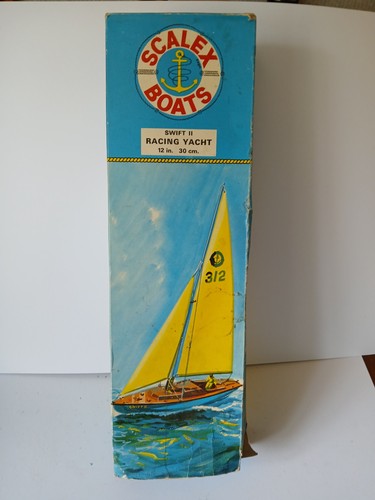 SCALEX
BOATS
SWIFT II
RACING YACHT
12 in. 30 cm.
312